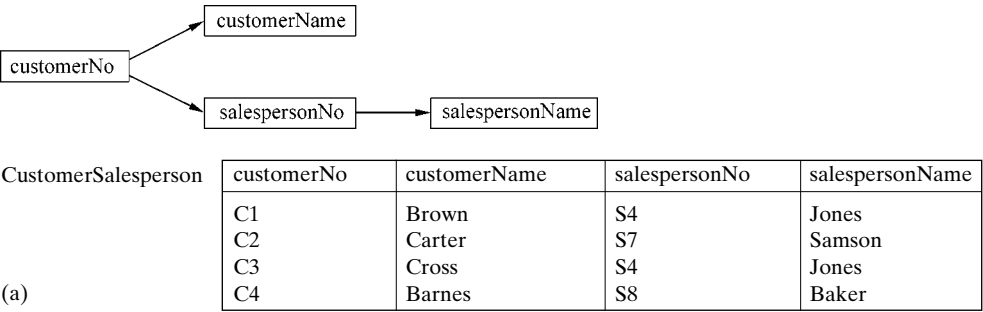 customerName
customerNo
salespersonNo salespersonName
CustomerSalesperson customerNo customerName salespersonNo salespersonName
C1 Brown S4 Jones
C2 Carter S7 Samson
C3 Cross S4 Jones
(a) C4 Barnes S8 Baker